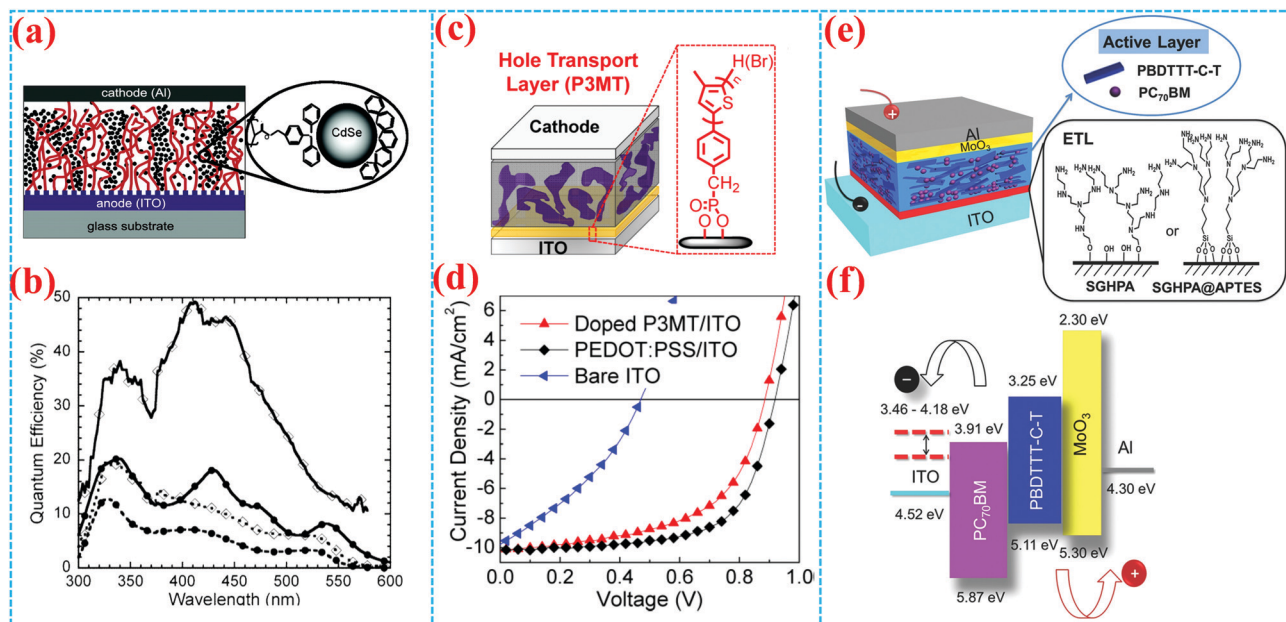 (a)
cathode (Al)
CdSe
anode (ITO)
glass substrate
(b)
Quantum Efficiency (%)
50
40
30
20
10
0
300
350
400
450
500
550
600
Wavelength (nm)
(c)
Hole Transport
Layer (P3MT)
Cathode
ITO
H(Br)
n
S
CH2
P
O
O
O
(d)
Current Density (mA/cm²)
6
4
2
0
-2
-4
-6
-8
-10
Doped P3MT/ITO
PEDOT:PSS/ITO
Bare ITO
0.0
0.2
0.4
0.6
0.8
1.0
Voltage (V)
(e)
Active Layer
PBDTTT-C-T
PC70BM
+
Al
MoO3
-
ITO
ETL
or
SGHPA
SGHPA@APTES
(f)
2.30 eV
3.25 eV
-
3.46 - 4.18 eV
3.91 eV
ITO
4.52 eV
PC70BM
PBDTTT-C-T
MoO3
Al
4.30 eV
5.11 eV
5.30 eV
5.87 eV
+